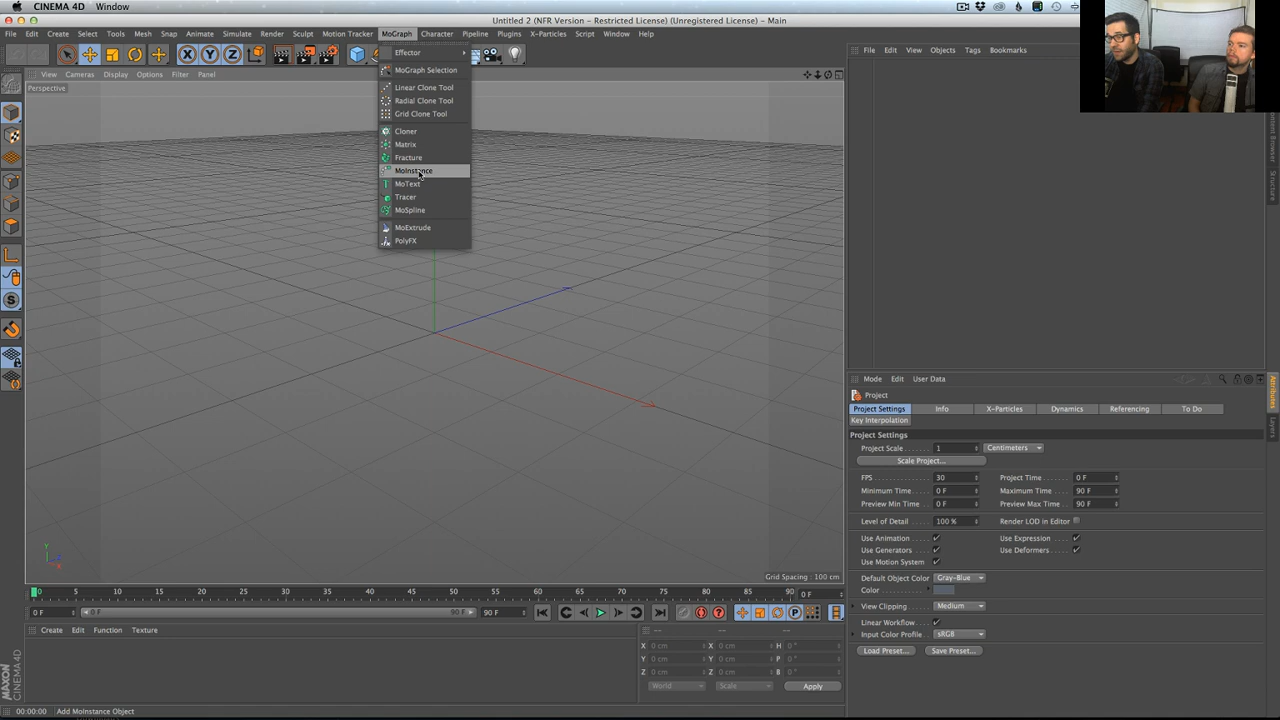 CINEMA 4D Window
Untitled 2 (NFR Version - Restricted License) (Unregistered License) - Main
File Edit Create Select Tools Mesh Snap Animate Simulate Render Sculpt Motion Tracker MoGraph Character Pipeline Plugins X-Particles Script Window Help
X Y Z
View Cameras Display Options Filter Panel
Perspective
Effector
MoGraph Selection
Linear Clone Tool
Radial Clone Tool
Grid Clone Tool
Cloner
Matrix
Fracture
MoInstance
MoText
Tracer
MoSpline
MoExtrude
PolyFX
File Edit View Objects Tags Bookmarks
Content Browser
Structure
Mode Edit User Data
Attributes
Layers
Project
Project Settings Info X-Particles Dynamics Referencing To Do
Key Interpolation
Project Settings
Project Scale 1 Centimeters
Scale Project...
FPS 30 Project Time 0 F
Minimum Time 0 F Maximum Time 90 F
Preview Min Time 0 F Preview Max Time 90 F
Level of Detail 100 % Render LOD in Editor
Use Animation Use Expression
Use Generators Use Deformers
Use Motion System
Default Object Color Gray-Blue
Color
View Clipping Medium
Linear Workflow
Input Color Profile sRGB
Load Preset... Save Preset...
Y
Z
X
Grid Spacing : 100 cm
0 5 10 15 20 25 30 35 40 45 50 55 60 65 70 75 80 85 90 0 F
0 F 0 F 90 F 90 F
Create Edit Function Texture
-- -- --
X 0 cm X 0 cm H 0 °
Y 0 cm Y 0 cm P 0 °
Z 0 cm Z 0 cm B 0 °
World Scale Apply
MAXON CINEMA 4D
00:00:00 Add MoInstance Object